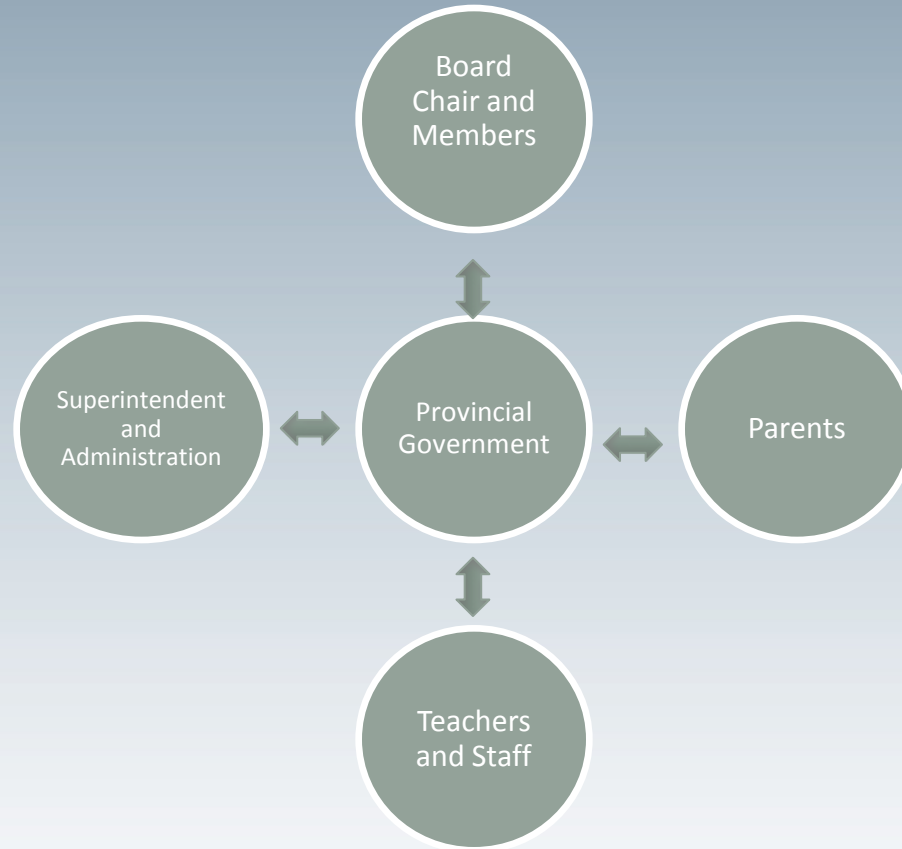 Board
Chair and
Members
Superintendent
and
Administration
Provincial
Government
Parents
Teachers
and Staff